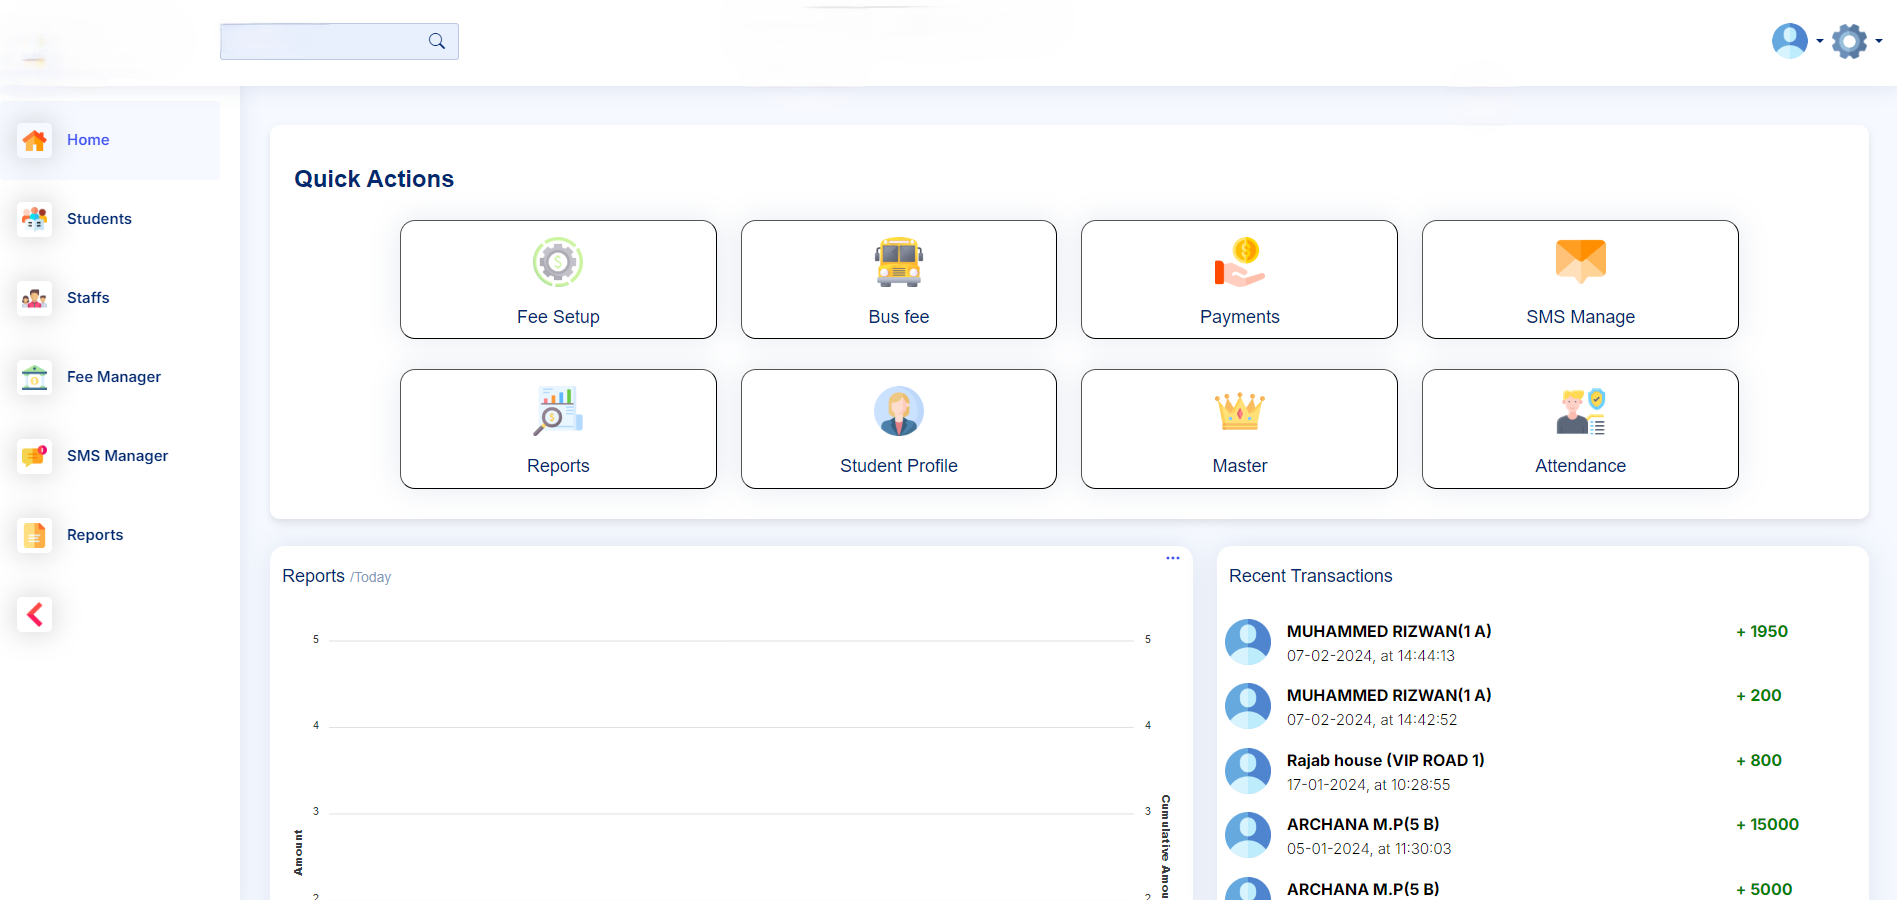 Home
Students
Staffs
Fee Manager
SMS Manager
Reports
Quick Actions
Fee Setup
Bus fee
Payments
SMS Manage
Reports
Student Profile
Master
Attendance
Reports /Today
5
4
3
2
Amount
5
4
3
2
Cumulative Amou
Recent Transactions
MUHAMMED RIZWAN(1 A) + 1950
07-02-2024, at 14:44:13
MUHAMMED RIZWAN(1 A) + 200
07-02-2024, at 14:42:52
Rajab house (VIP ROAD 1) + 800
17-01-2024, at 10:28:55
ARCHANA M.P(5 B) + 15000
05-01-2024, at 11:30:03
ARCHANA M.P(5 B) + 5000